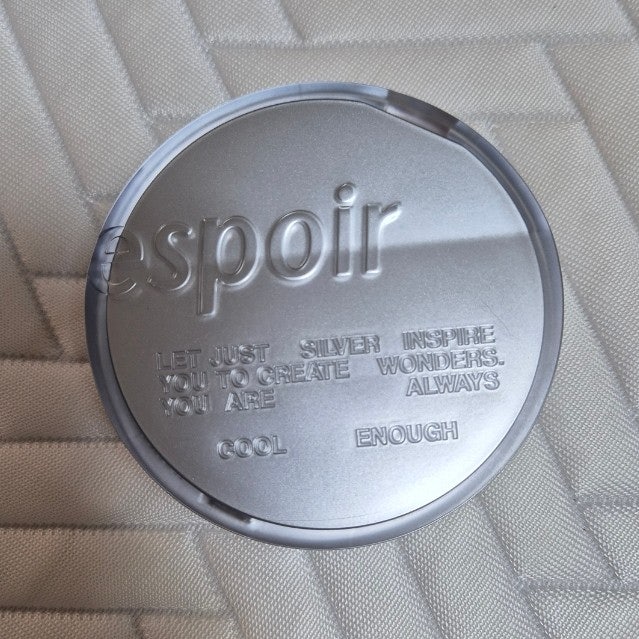 espoir
LET JUST SILVER INSPIRE
YOU TO CREATE WONDERS.
YOU ARE ALWAYS
COOL ENOUGH